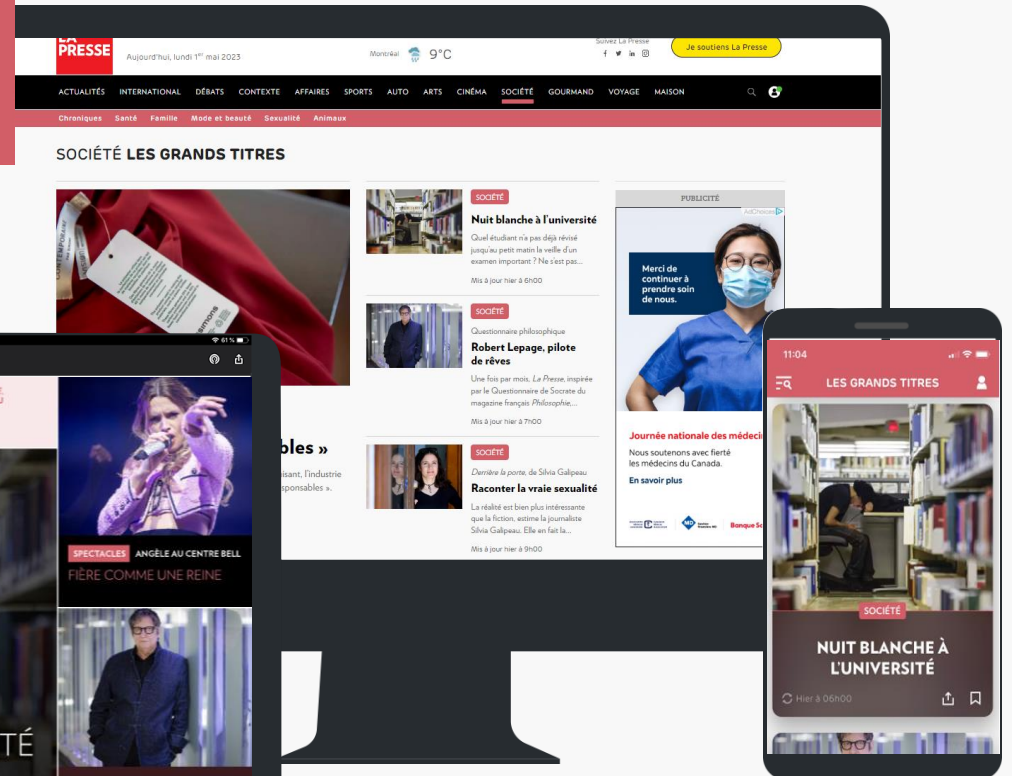 LA
PRESSE
Aujourd'hui, lundi 1er mai 2023
Montréal 9°C
Suivez La Presse
Je soutiens La Presse
ACTUALITÉS INTERNATIONAL DÉBATS CONTEXTE AFFAIRES SPORTS AUTO ARTS CINÉMA SOCIÉTÉ GOURMAND VOYAGE MAISON
Chroniques Santé Famille Mode et beauté Sexualité Animaux
SOCIÉTÉ LES GRANDS TITRES
CONTEMPORAINE
simons
bles »
isant, l'industrie
sponsables ».
SOCIÉTÉ
Nuit blanche à l'université
Quel étudiant n'a pas déjà révisé
jusqu'au petit matin la veille d'un
examen important ? Ne s'est pas...
Mis à jour hier à 6h00
SOCIÉTÉ
Questionnaire philosophique
Robert Lepage, pilote
de rêves
Une fois par mois, La Presse, inspirée
par le Questionnaire de Socrate du
magazine français Philosophie,...
Mis à jour hier à 7h00
SOCIÉTÉ
Derrière la porte, de Silvia Galipeau
Raconter la vraie sexualité
La réalité est bien plus intéressante
que la fiction, estime la journaliste
Silvia Galipeau. Elle en fait la...
Mis à jour hier à 9h00
PUBLICITÉ
AdChoices
Merci de
continuer à
prendre soin
de nous.
Journée nationale des médeci
Nous soutenons avec fierté
les médecins du Canada.
En savoir plus
MD
Banque Sc
61 %
SPECTACLES ANGÈLE AU CENTRE BELL
FIÈRE COMME UNE REINE
TÉ
11:04
LES GRANDS TITRES
SOCIÉTÉ
NUIT BLANCHE À
L'UNIVERSITÉ
Hier à 06h00